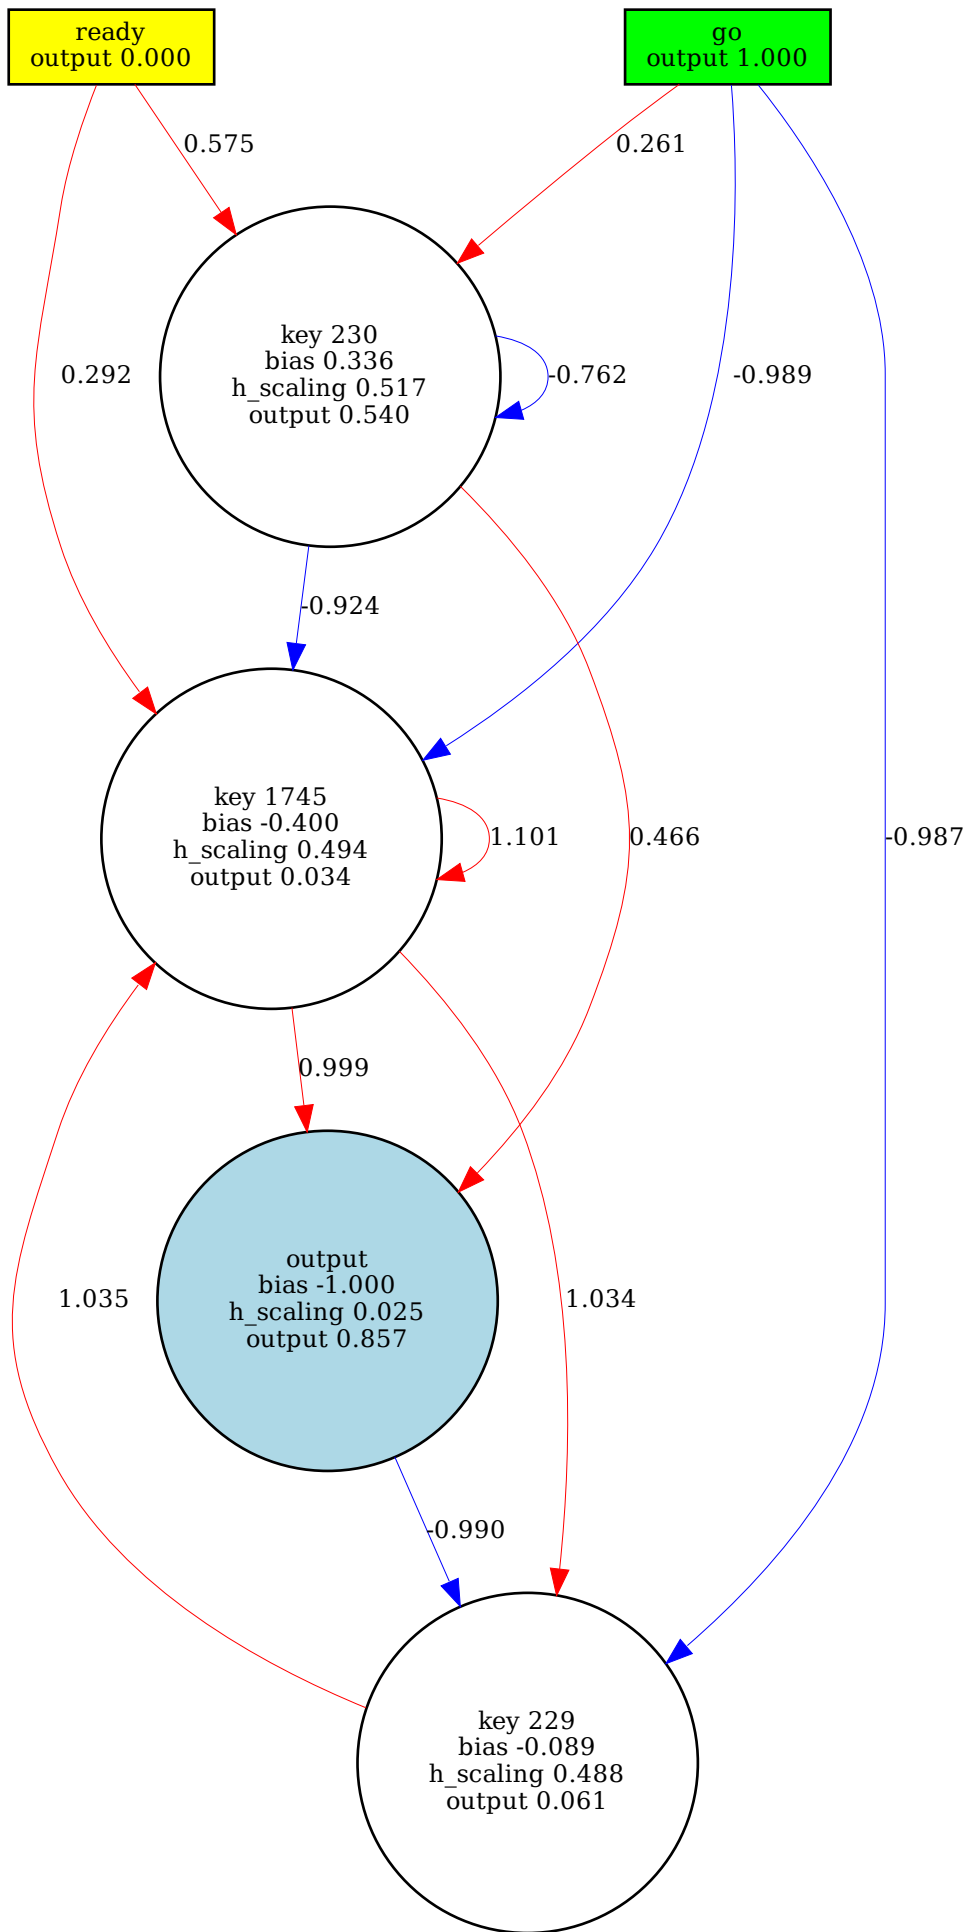 ready
output 0.000
go
output 1.000
0.575
0.261
key 230
bias 0.336
h_scaling 0.517
output 0.540
0.292
-0.762
-0.989
-0.924
key 1745
bias -0.400
h_scaling 0.494
output 0.034
1.101
0.466
-0.987
0.999
output
bias -1.000
h_scaling 0.025
output 0.857
1.035
1.034
-0.990
key 229
bias -0.089
h_scaling 0.488
output 0.061